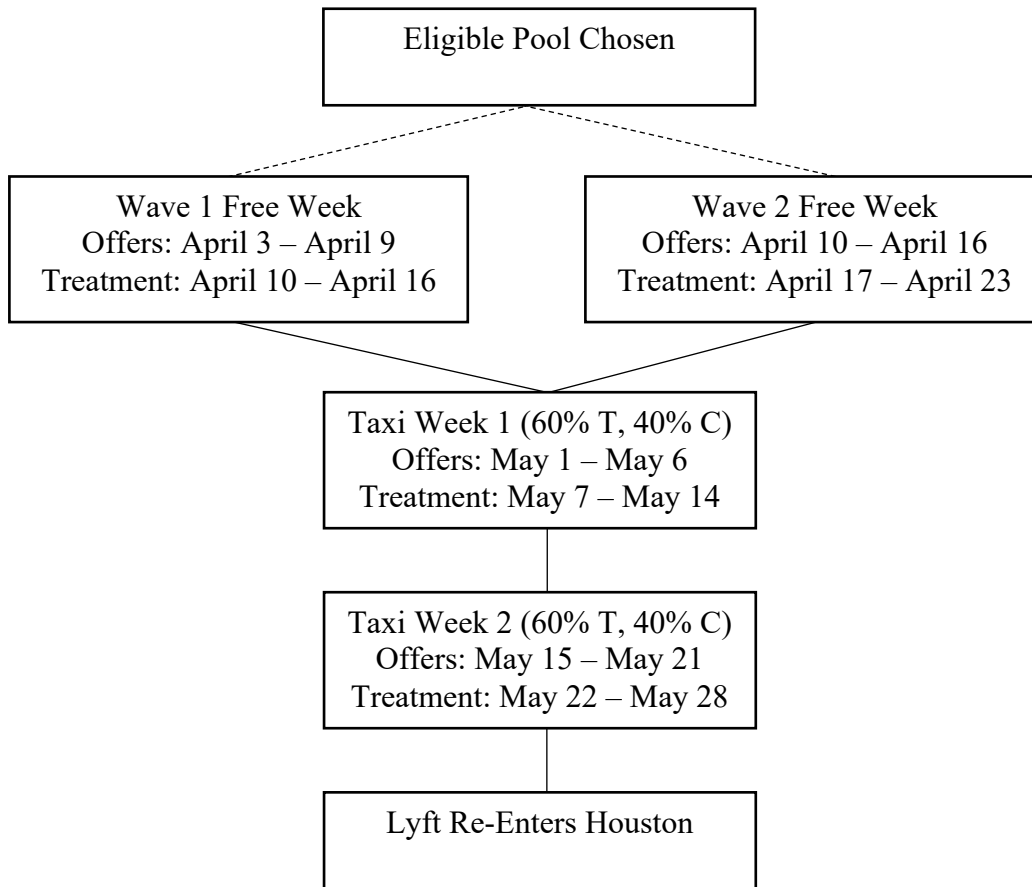 Eligible Pool Chosen
Wave 1 Free Week
Offers: April 3 – April 9
Treatment: April 10 – April 16
Wave 2 Free Week
Offers: April 10 – April 16
Treatment: April 17 – April 23
Taxi Week 1 (60% T, 40% C)
Offers: May 1 – May 6
Treatment: May 7 – May 14
Taxi Week 2 (60% T, 40% C)
Offers: May 15 – May 21
Treatment: May 22 – May 28
Lyft Re-Enters Houston